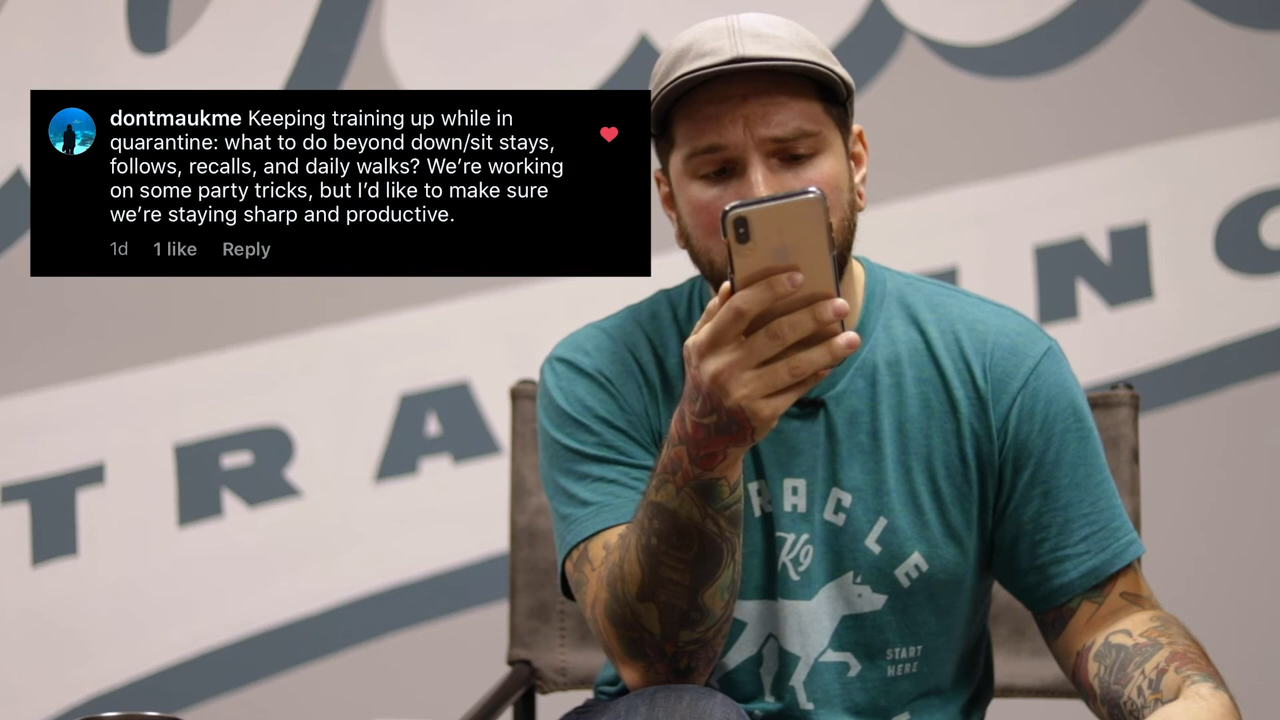 dontmaukme Keeping training up while in
quarantine: what to do beyond down/sit stays,
follows, recalls, and daily walks? We’re working
on some party tricks, but I’d like to make sure
we’re staying sharp and productive.
1d 1 like Reply
TRA
RACLE
K9
START
HERE